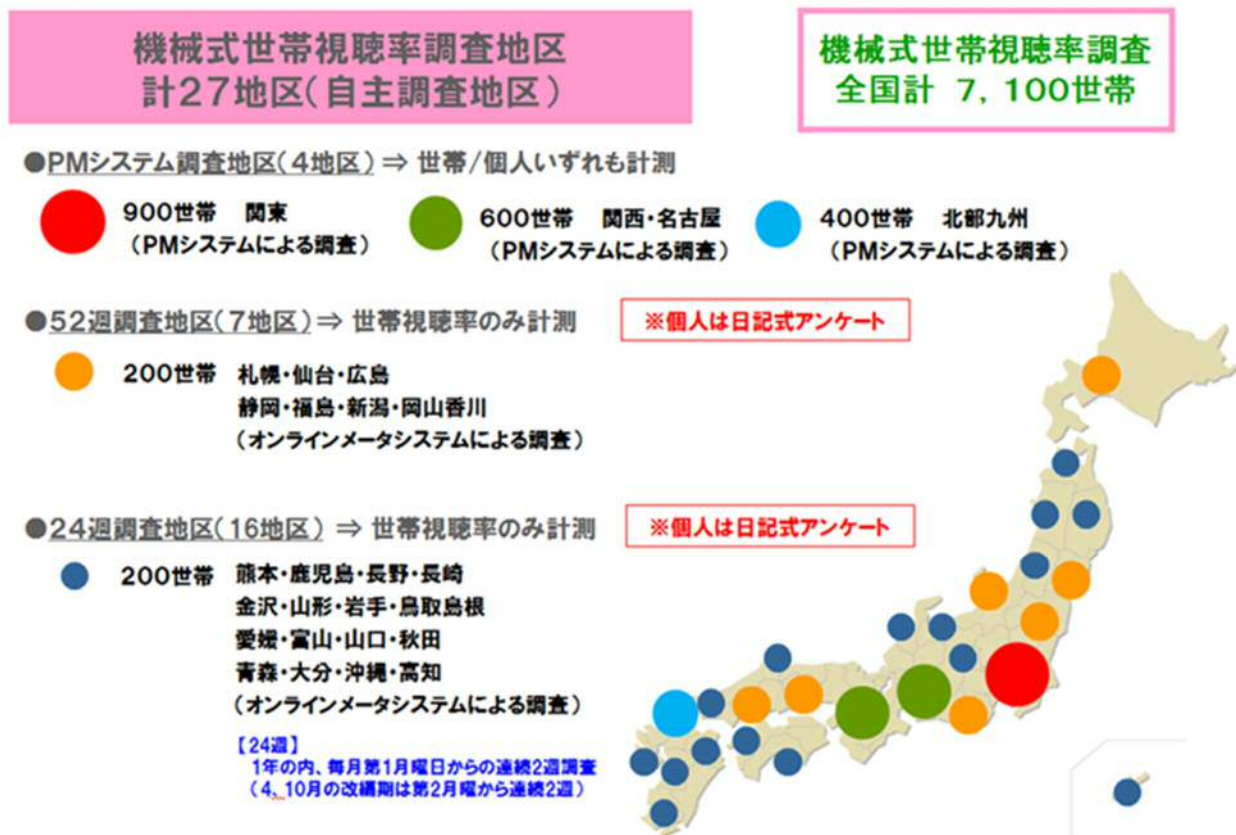 機械式世帯視聴率調査地区
計27地区(自主調査地区)
機械式世帯視聴率調査
全国計 7,100世帯
●PMシステム調査地区(4地区) ⇒ 世帯/個人いずれも計測
900世帯 関東
(PMシステムによる調査)
600世帯 関西・名古屋
(PMシステムによる調査)
400世帯 北部九州
(PMシステムによる調査)
●52週調査地区(7地区) ⇒ 世帯視聴率のみ計測
※個人は日記式アンケート
200世帯 札幌・仙台・広島
静岡・福島・新潟・岡山香川
(オンラインメータシステムによる調査)
●24週調査地区(16地区) ⇒ 世帯視聴率のみ計測
※個人は日記式アンケート
200世帯 熊本・鹿児島・長野・長崎
金沢・山形・岩手・鳥取島根
愛媛・富山・山口・秋田
青森・大分・沖縄・高知
(オンラインメータシステムによる調査)
【24週】
1年の内、毎月第1月曜日からの連続2週調査
(4、10月の改編期は第2月曜から連続2週)